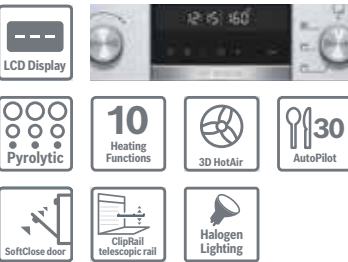 12:15 160°
LCD Display
Pyrolytic
10
Heating
Functions
3D HotAir
30
AutoPilot
SoftClose door
ClipRail
telescopic rail
Halogen
Lighting